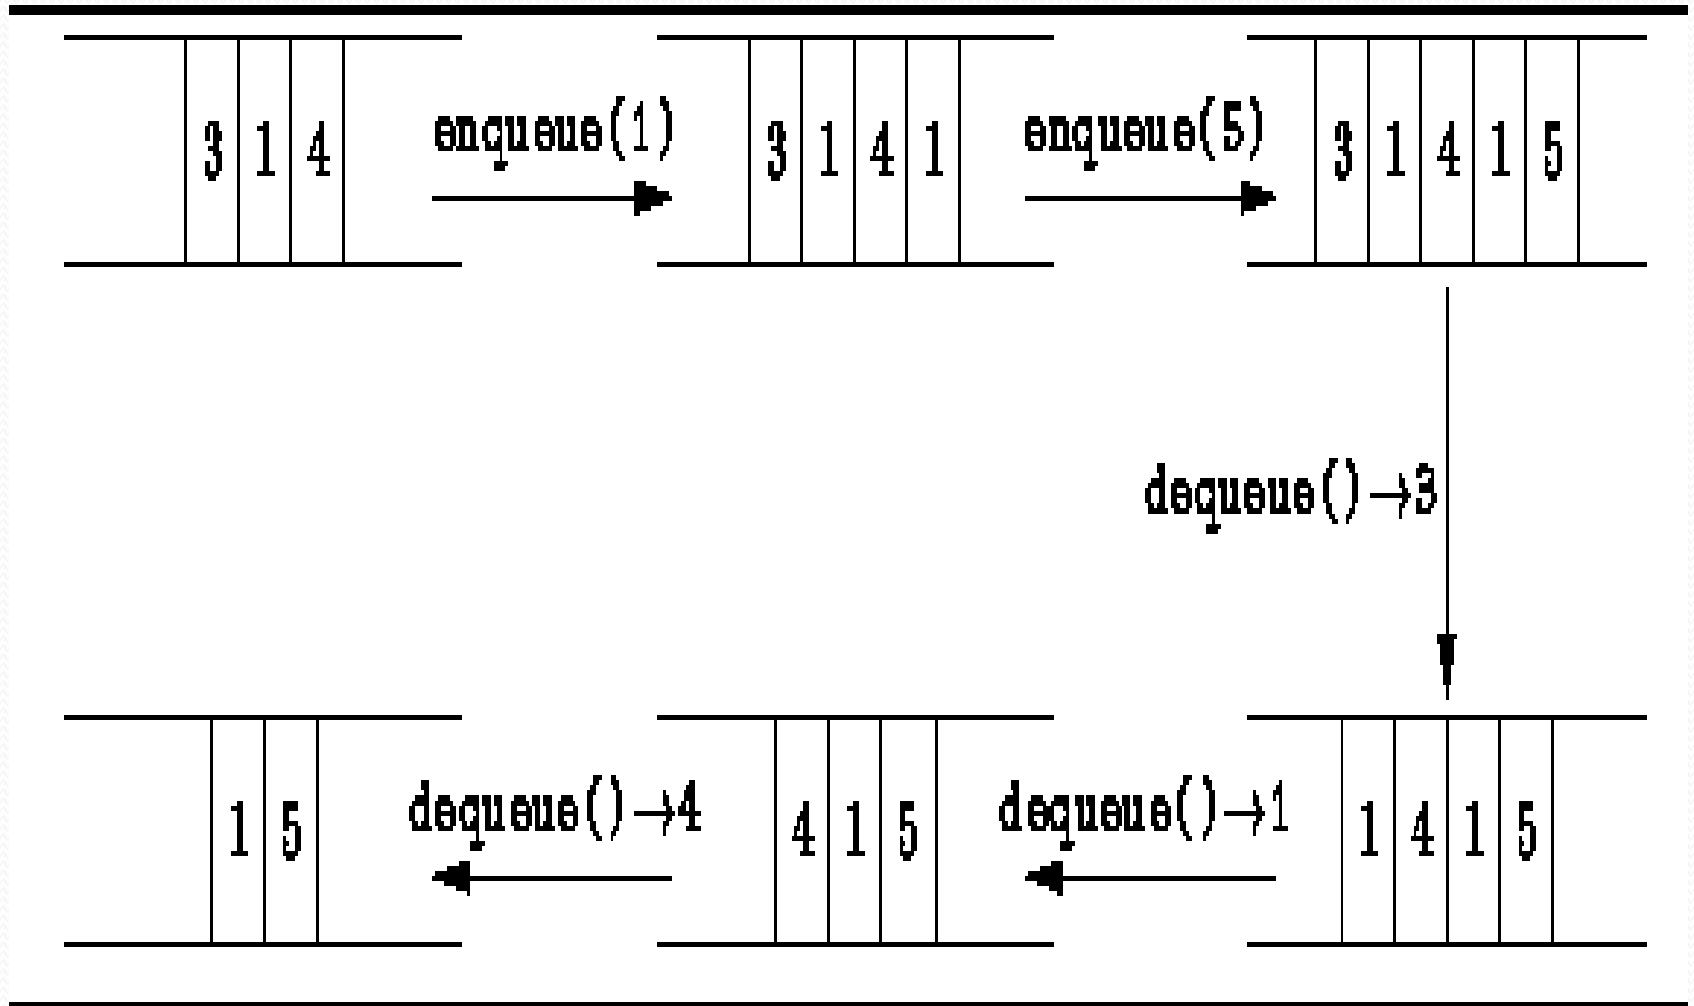 enqueue(1) enqueue(5)
3 1 4 3 1 4 1 3 1 4 1 5
dequeue()→3
dequeue()→4 dequeue()→1
1 5 4 1 5 1 4 1 5